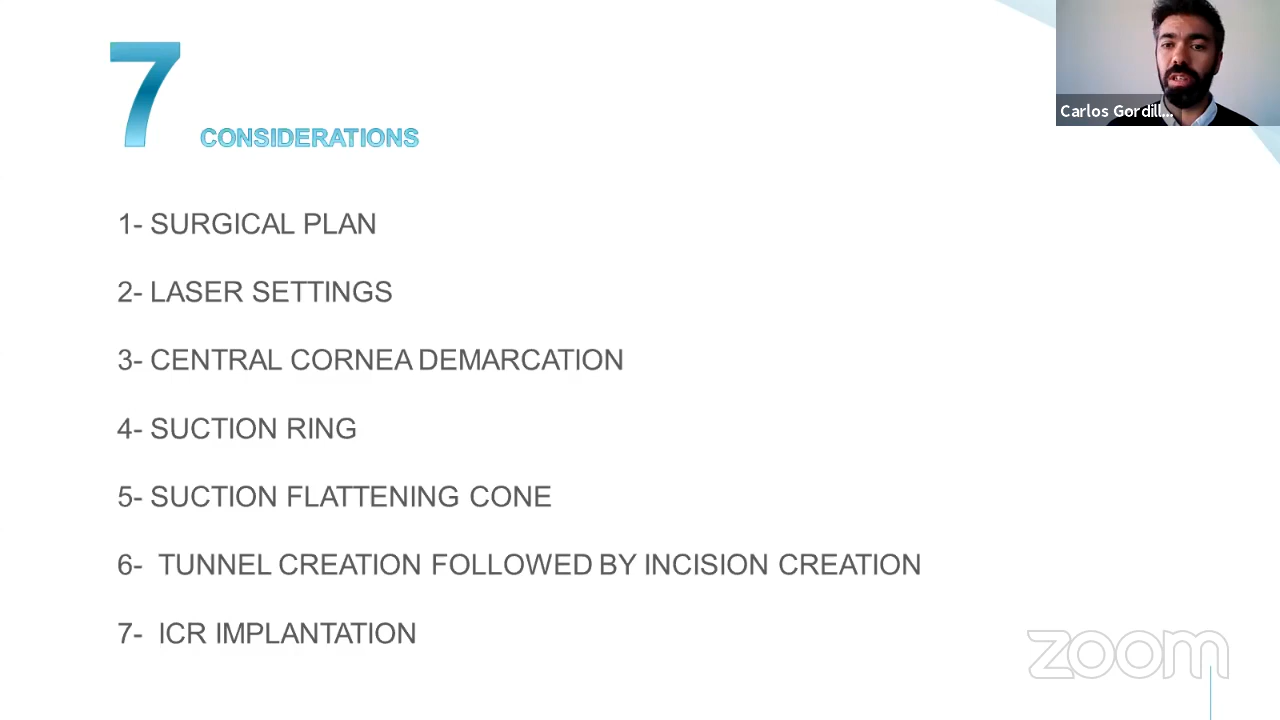 7
CONSIDERATIONS
Carlos Gordill...
1- SURGICAL PLAN
2- LASER SETTINGS
3- CENTRAL CORNEA DEMARCATION
4- SUCTION RING
5- SUCTION FLATTENING CONE
6- TUNNEL CREATION FOLLOWED BY INCISION CREATION
7- ICR IMPLANTATION
zoom